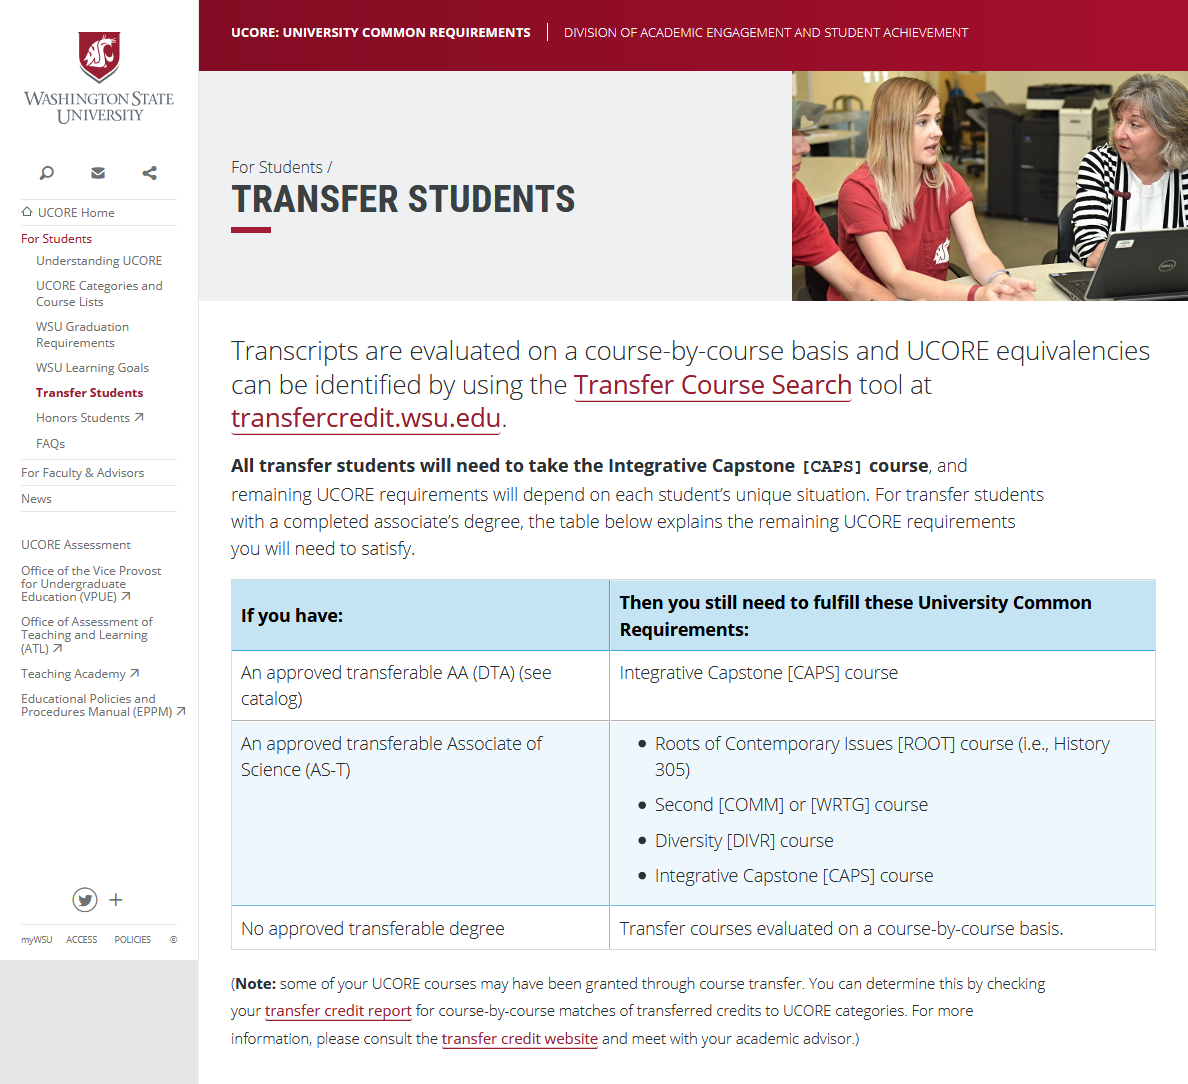 WASHINGTON STATE
UNIVERSITY
UCORE Home
For Students
Understanding UCORE
UCORE Categories and
Course Lists
WSU Graduation
Requirements
WSU Learning Goals
Transfer Students
Honors Students
FAQs
For Faculty & Advisors
News
UCORE Assessment
Office of the Vice Provost
for Undergraduate
Education (VPUE)
Office of Assessment of
Teaching and Learning
(ATL)
Teaching Academy
Educational Policies and
Procedures Manual (EPPM)
myWSU ACCESS POLICIES ©
UCORE: UNIVERSITY COMMON REQUIREMENTS DIVISION OF ACADEMIC ENGAGEMENT AND STUDENT ACHIEVEMENT
For Students /
TRANSFER STUDENTS
DELL
Transcripts are evaluated on a course-by-course basis and UCORE equivalencies
can be identified by using the Transfer Course Search tool at
transfercredit.wsu.edu.
All transfer students will need to take the Integrative Capstone [CAPS] course, and
remaining UCORE requirements will depend on each student’s unique situation. For transfer students
with a completed associate’s degree, the table below explains the remaining UCORE requirements
you will need to satisfy.
If you have:
Then you still need to fulfill these University Common
Requirements:
An approved transferable AA (DTA) (see
catalog)
Integrative Capstone [CAPS] course
An approved transferable Associate of
Science (AS-T)
• Roots of Contemporary Issues [ROOT] course (i.e., History
305)
• Second [COMM] or [WRTG] course
• Diversity [DIVR] course
• Integrative Capstone [CAPS] course
No approved transferable degree
Transfer courses evaluated on a course-by-course basis.
(Note: some of your UCORE courses may have been granted through course transfer. You can determine this by checking
your transfer credit report for course-by-course matches of transferred credits to UCORE categories. For more
information, please consult the transfer credit website and meet with your academic advisor.)